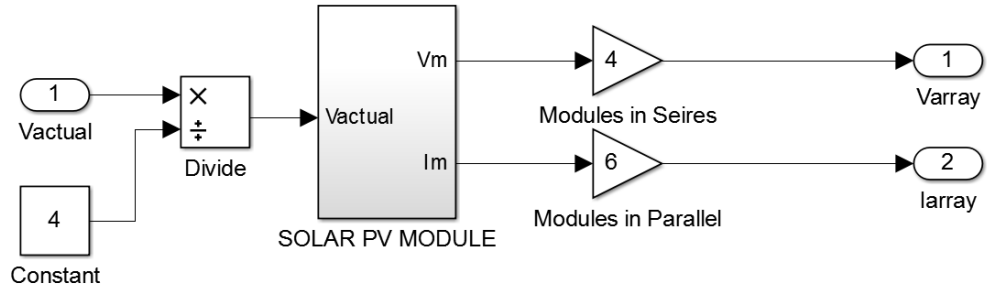 1
Vactual
4
Constant
×
÷
Divide
Vactual
Vm
Im
SOLAR PV MODULE
4
Modules in Seires
6
Modules in Parallel
1
Varray
2
Iarray